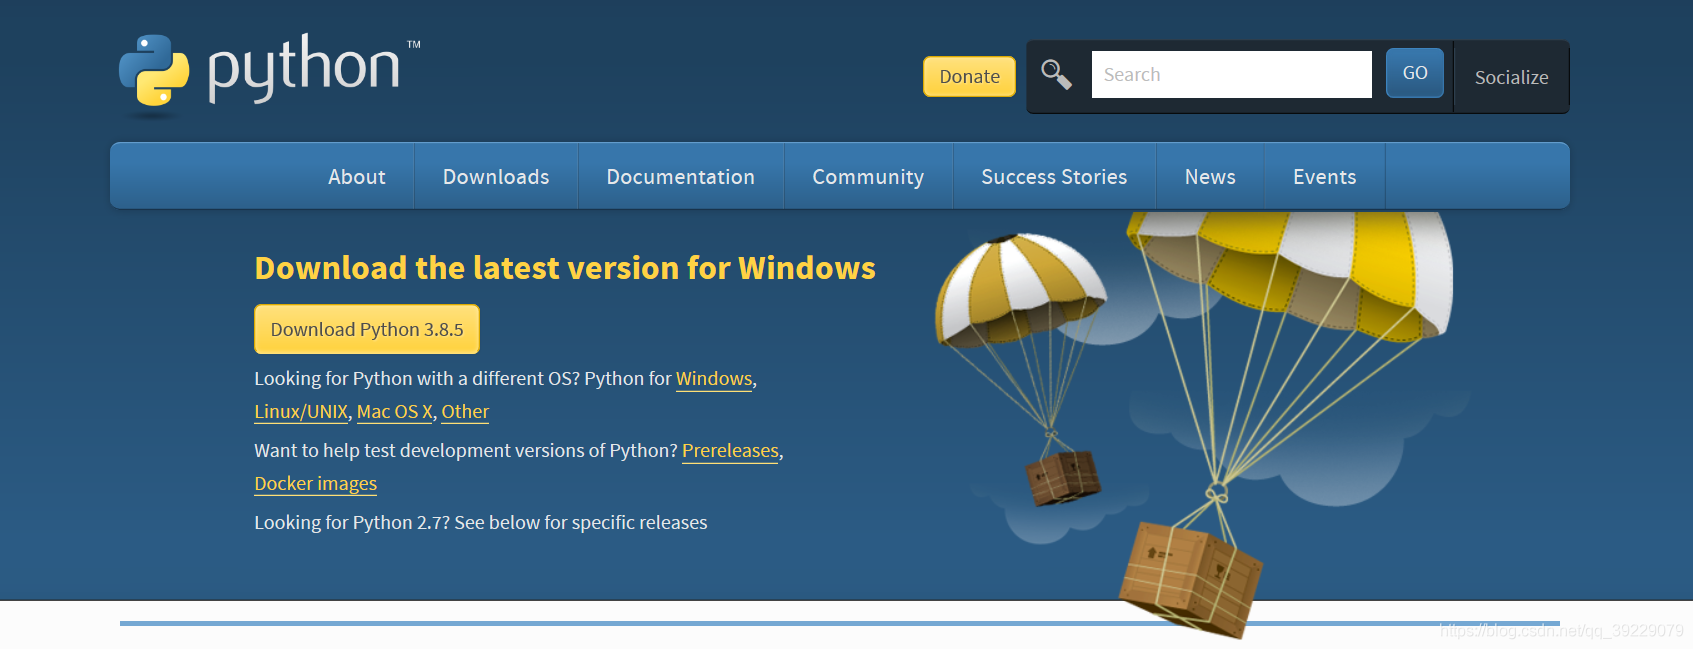 python™
Donate
Search
GO
Socialize
About
Downloads
Documentation
Community
Success Stories
News
Events
Download the latest version for Windows
Download Python 3.8.5
Looking for Python with a different OS? Python for Windows,
Linux/UNIX, Mac OS X, Other
Want to help test development versions of Python? Prereleases,
Docker images
Looking for Python 2.7? See below for specific releases
https://blog.csdn.net/qq_39229079